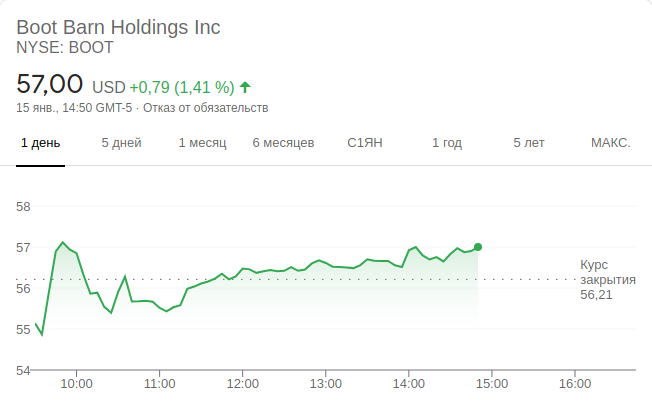 Boot Barn Holdings Inc
NYSE: BOOT
57,00 USD +0,79 (1,41 %)
15 янв., 14:50 GMT-5 · Отказ от обязательств
1 день 5 дней 1 месяц 6 месяцев С1ЯН 1 год 5 лет МАКС.
58
57
Курс
закрытия
56,21
56
55
54
10:00 11:00 12:00 13:00 14:00 15:00 16:00